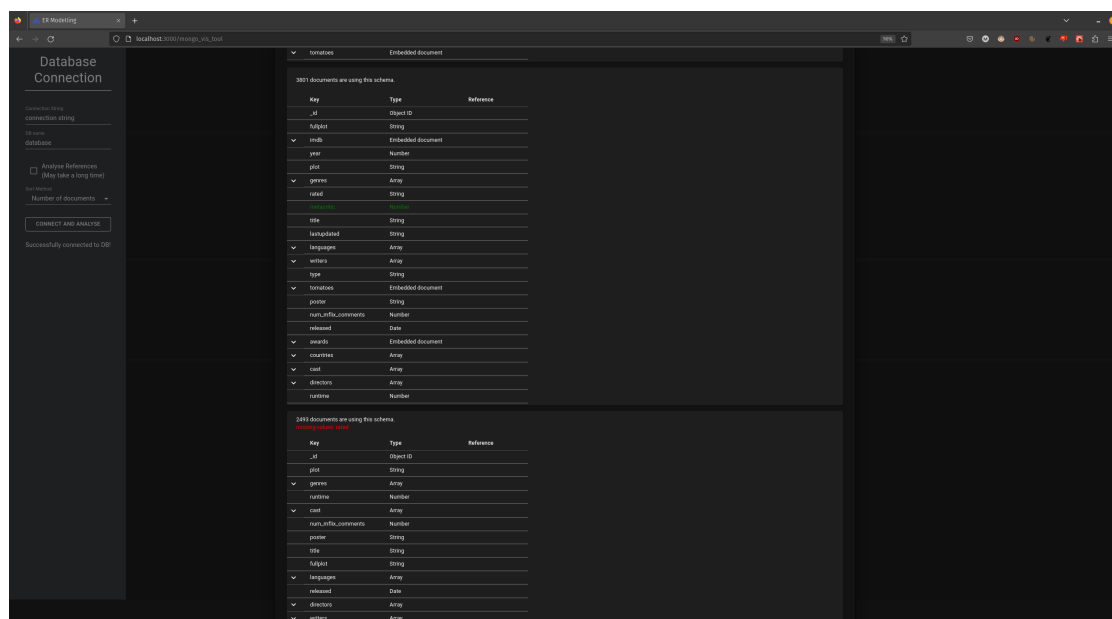 ER Modelling
localhost:3000/mongo_vis_tool
90%
Database
Connection
Connection String
connection string
DB name
database
Analyse References
(May take a long time)
Sort Method
Number of documents
CONNECT AND ANALYSE
Successfully connected to DB!
tomatoes Embedded document
3801 documents are using this schema.
Key Type Reference
_id Object ID
fullplot String
imdb Embedded document
year Number
plot String
genres Array
rated String
metacritic Number
title String
lastupdated String
languages Array
writers Array
type String
tomatoes Embedded document
poster String
num_mflix_comments Number
released Date
awards Embedded document
countries Array
cast Array
directors Array
runtime Number
2493 documents are using this schema.
missing values: rated
Key Type Reference
_id Object ID
plot String
genres Array
runtime Number
cast Array
num_mflix_comments Number
poster String
title String
fullplot String
languages Array
released Date
directors Array
writers Array